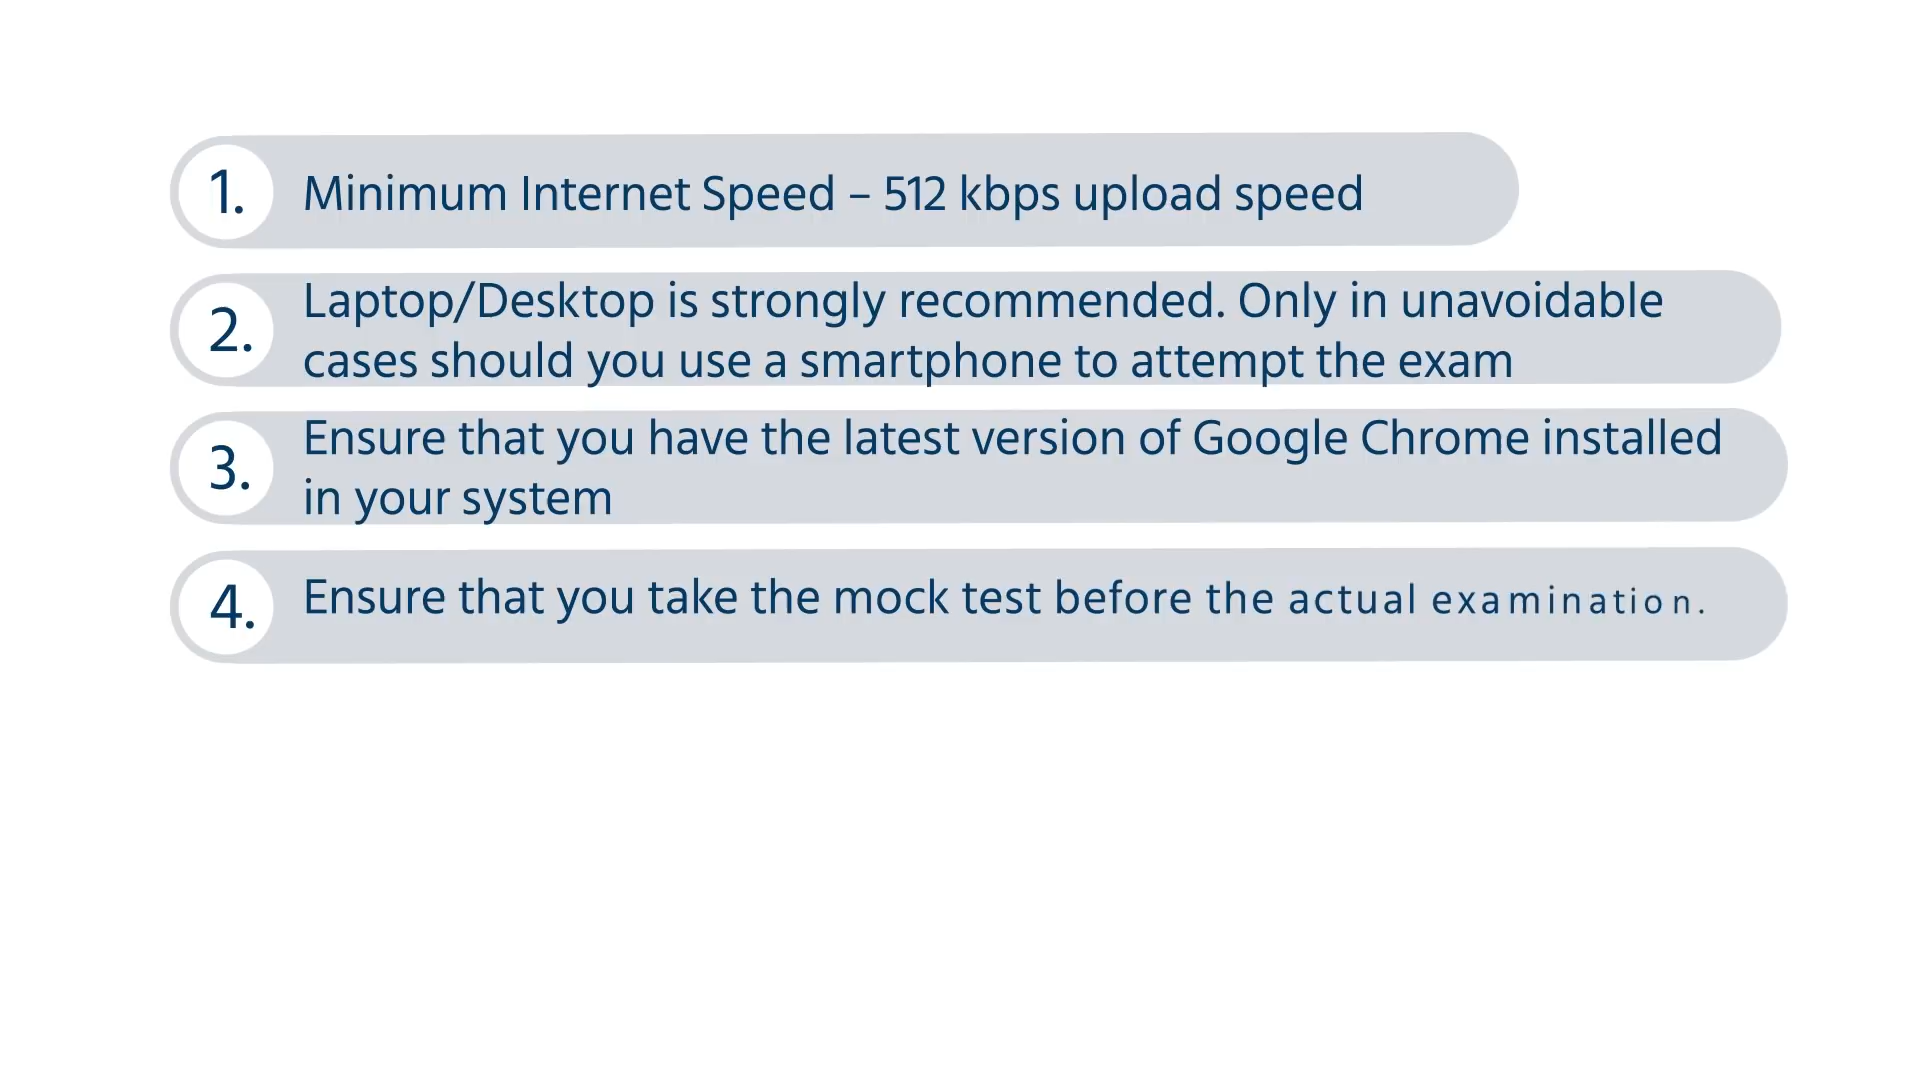 1. Minimum Internet Speed – 512 kbps upload speed
2. Laptop/Desktop is strongly recommended. Only in unavoidable
cases should you use a smartphone to attempt the exam
3. Ensure that you have the latest version of Google Chrome installed
in your system
4. Ensure that you take the mock test before the actual examination.